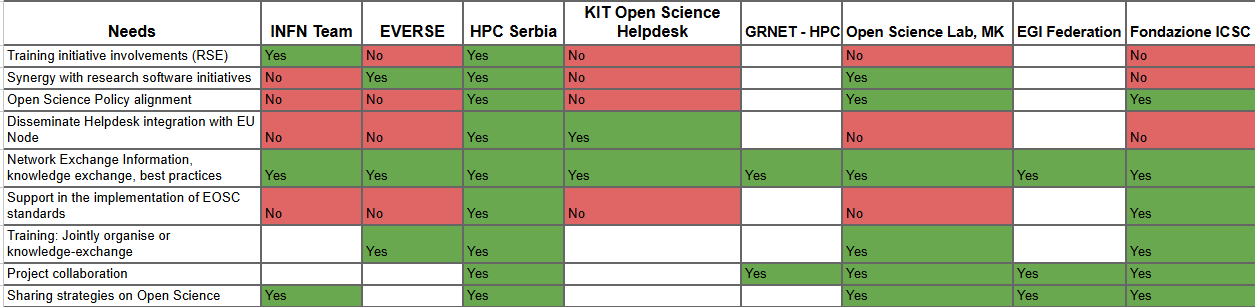 Needs INFN Team EVERSE HPC Serbia KIT Open Science Helpdesk GRNET - HPC Open Science Lab, MK EGI Federation Fondazione ICSC
Training initiative involvements (RSE) Yes No Yes No No No
Synergy with research software initiatives No Yes Yes No Yes No
Open Science Policy alignment No No Yes No Yes Yes
Disseminate Helpdesk integration with EU
Node No No Yes Yes No No
Network Exchange Information,
knowledge exchange, best practices Yes Yes Yes Yes Yes Yes Yes Yes
Support in the implementation of EOSC
standards No No Yes No No Yes
Training: Jointly organise or
knowledge-exchange Yes Yes Yes Yes
Project collaboration Yes Yes Yes Yes Yes
Sharing strategies on Open Science Yes Yes Yes Yes Yes